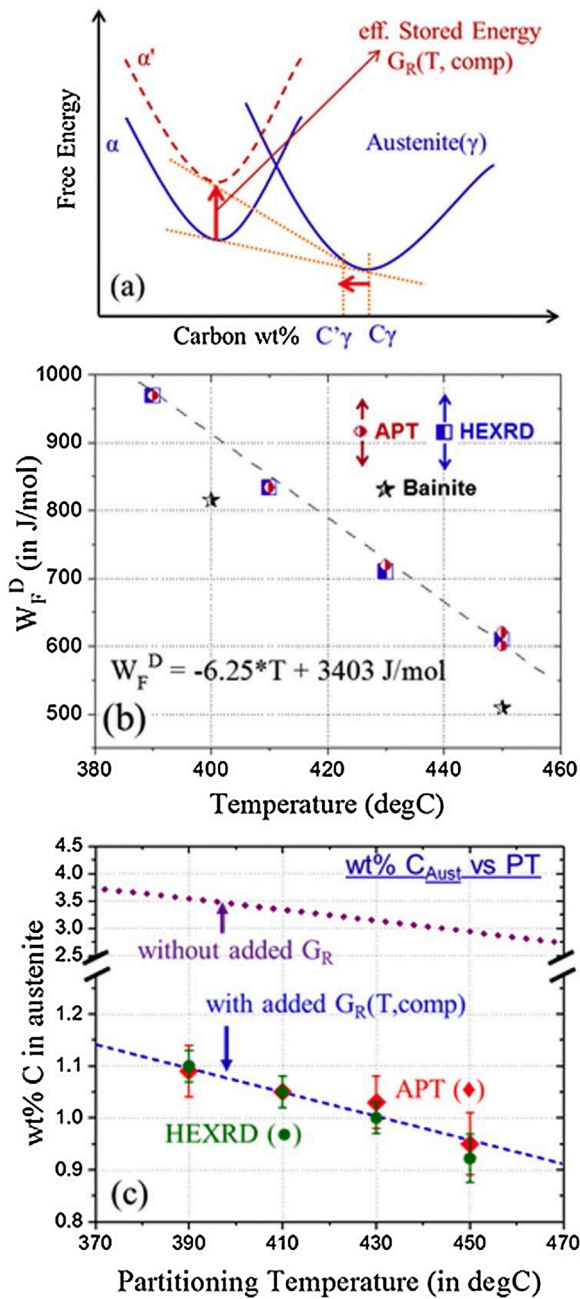 eff. Stored Energy
G_R(T, comp)
α'
α
Austenite(γ)
Free Energy
(a)
Carbon wt% C'γ Cγ
1000
900
800
700
600
500
W_F^D (in J/mol)
APT
HEXRD
Bainite
W_F^D = -6.25*T + 3403 J/mol
(b)
380 400 420 440 460
Temperature (degC)
4.5
4.0
3.5
3.0
2.5
1.2
1.1
1.0
0.9
0.8
wt% C in austenite
wt% C_Aust vs PT
without added G_R
with added G_R(T,comp)
APT (♦)
HEXRD (●)
(c)
370 390 410 430 450 470
Partitioning Temperature (in degC)